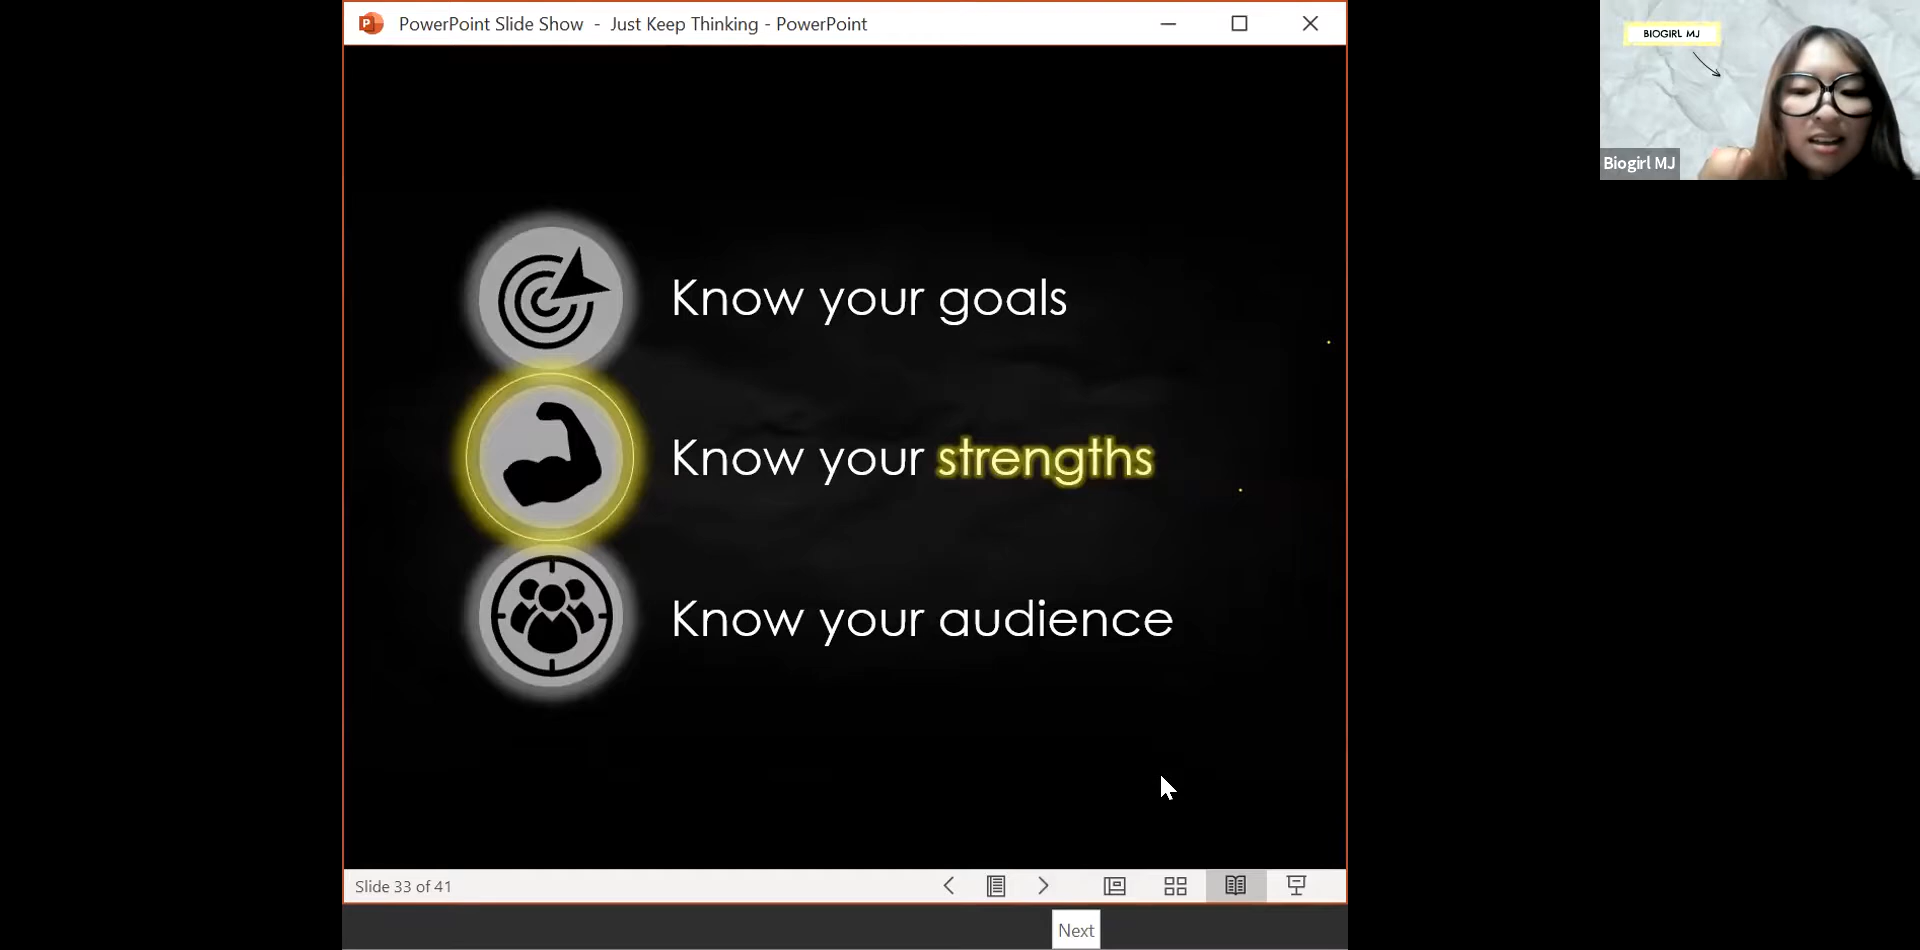 PowerPoint Slide Show - Just Keep Thinking - PowerPoint
BIOGIRL MJ
Biogirl MJ
Know your goals
Know your strengths
Know your audience
Slide 33 of 41
Next